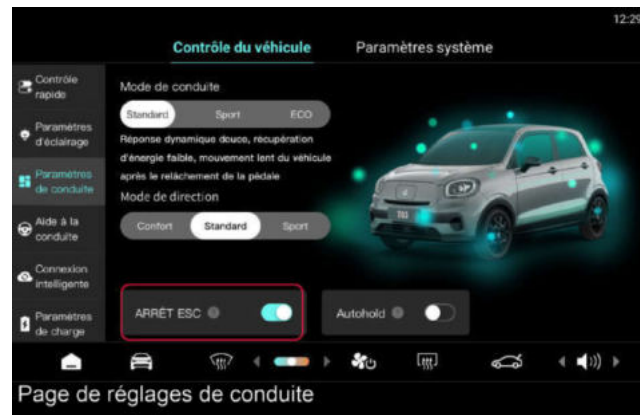 12:29
Contrôle du véhicule
Paramètres système
Contrôle
rapide
Paramètres
d'éclairage
Paramètres
de conduite
Aide à la
conduite
Connexion
intelligente
Paramètres
de charge
Mode de conduite
Standard
Sport
ECO
Réponse dynamique douce, récupération
d'énergie faible, mouvement lent du véhicule
après le relâchement de la pédale
Mode de direction
Confort
Standard
Sport
ARRÊT ESC
Autohold
T03
Page de réglages de conduite